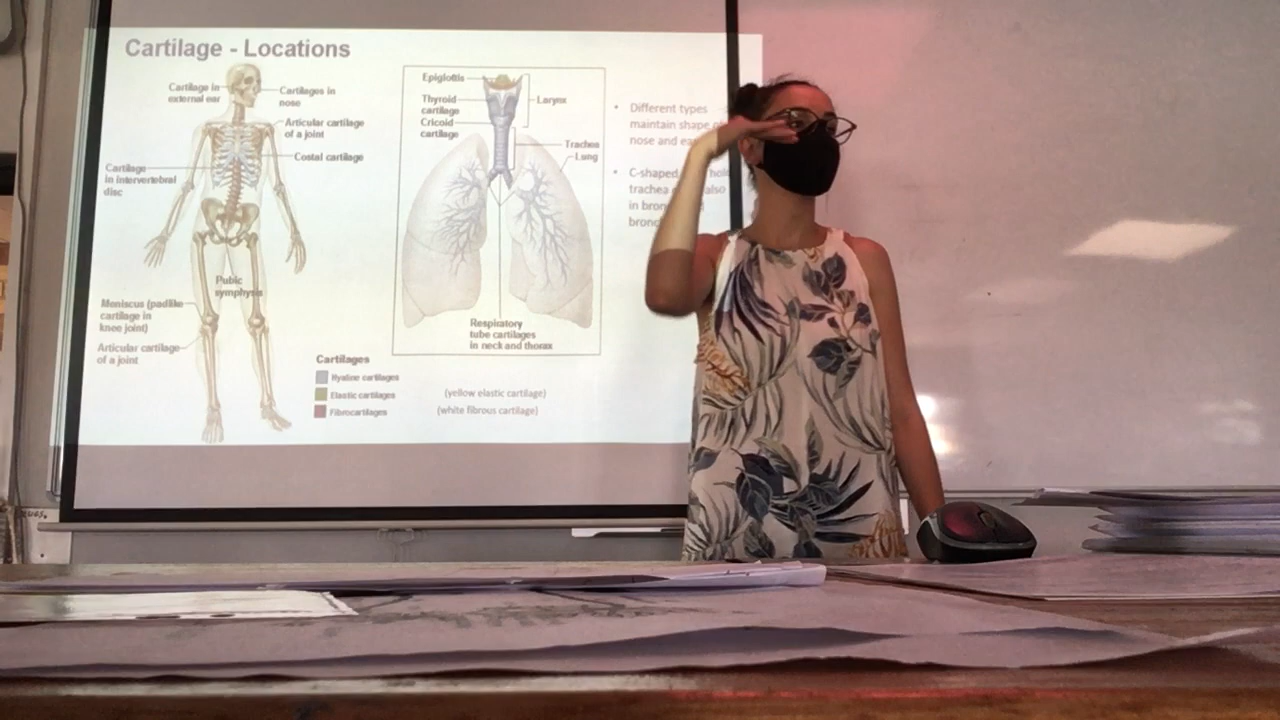 Cartilage - Locations
Cartilage in
external ear
Cartilages in
nose
Articular cartilage
of a joint
Costal cartilage
Cartilage
in intervertebral
disc
Pubic
symphysis
Meniscus (padlike
cartilage in
knee joint)
Articular cartilage
of a joint
Epiglottis
Thyroid
cartilage
Cricoid
cartilage
Larynx
Trachea
Lung
Respiratory
tube cartilages
in neck and thorax
Cartilages
Hyaline cartilages
Elastic cartilages
Fibrocartilages
(yellow elastic cartilage)
(white fibrous cartilage)
• Different types
maintain shape
nose and
• C-shaped
trachea also
in